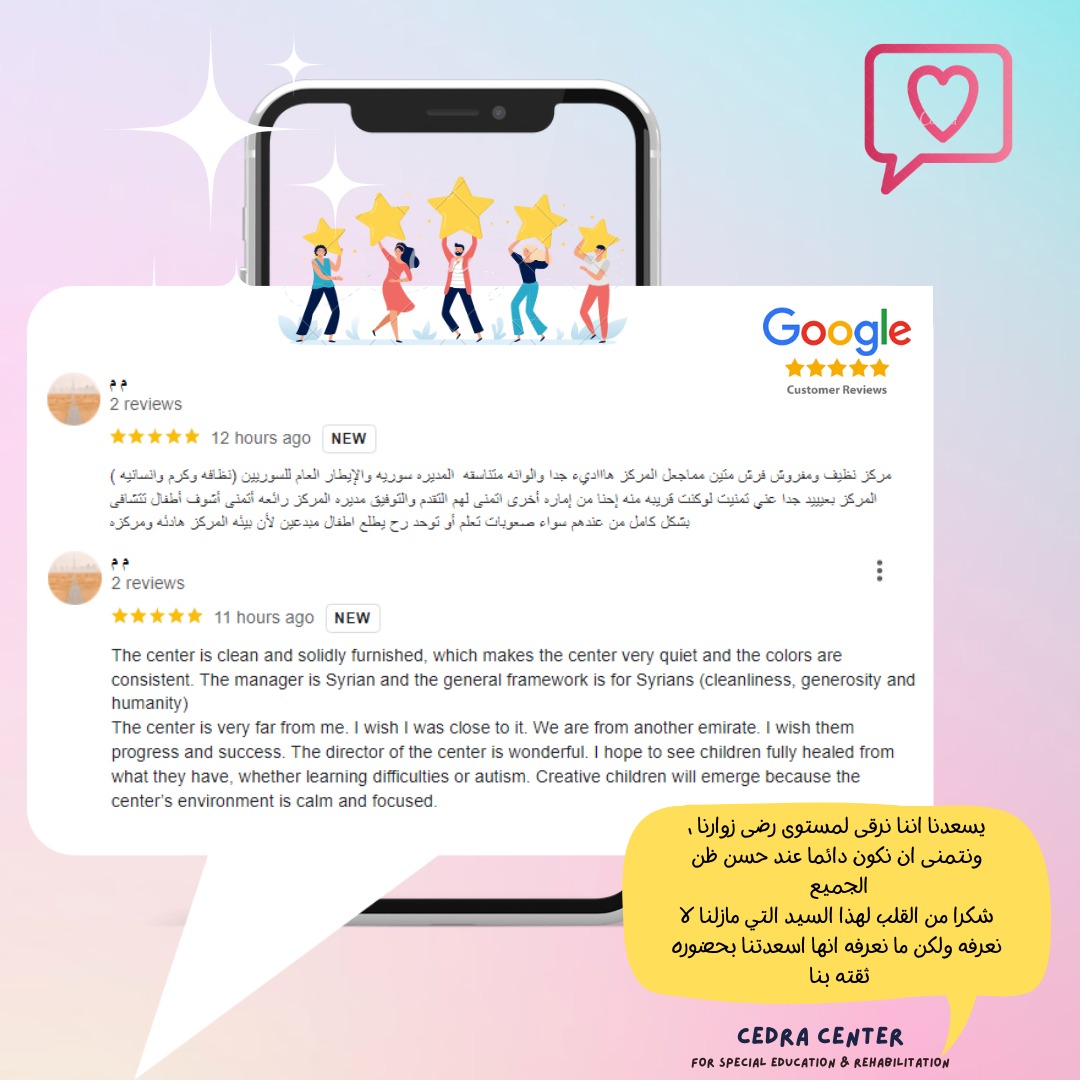 Google
Customer Reviews
م م
2 reviews
12 hours ago NEW
مركز نظيف ومفروش فرش متين مماجعل المركز هااادىء جدا والوانه متناسقه المديره سوريه والإيطار العام للسوريين (نظافه وكرم وانسانيه )
المركز بعيييد جدا عني تمنيت لوكنت قريبه منه إحنا من إماره أخرى اتمنى لهم التقدم والتوفيق مديره المركز رائعه أتمنى أشوف أطفال تتشافى
بشكل كامل من عندهم سواء صعوبات تعلم أو توحد رح يطلع اطفال مبدعين لأن بيئه المركز هادئه ومركزه
م م
2 reviews
11 hours ago NEW
The center is clean and solidly furnished, which makes the center very quiet and the colors are
consistent. The manager is Syrian and the general framework is for Syrians (cleanliness, generosity and
humanity)
The center is very far from me. I wish I was close to it. We are from another emirate. I wish them
progress and success. The director of the center is wonderful. I hope to see children fully healed from
what they have, whether learning difficulties or autism. Creative children will emerge because the
center's environment is calm and focused.
يسعدنا اننا نرقى لمستوى رضى زوارنا ،
ونتمنى ان نكون دائما عند حسن ظن
الجميع
شكرا من القلب لهذا السيد التي مازلنا لا
نعرفه ولكن ما نعرفه انها اسعدتنا بحضوره
ثقته بنا
CEDRA CENTER
FOR SPECIAL EDUCATION & REHABILITATION